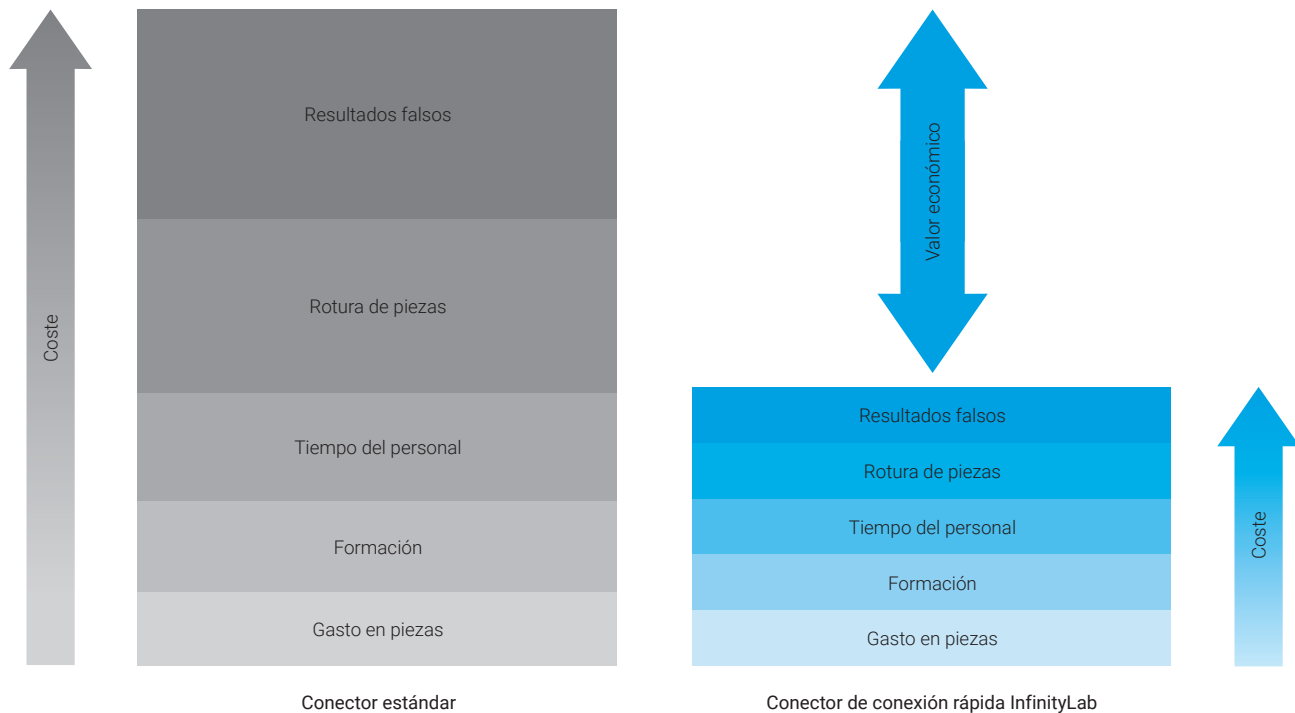 Coste
Resultados falsos
Rotura de piezas
Tiempo del personal
Formación
Gasto en piezas
Conector estándar
Valor económico
Resultados falsos
Rotura de piezas
Tiempo del personal
Formación
Gasto en piezas
Coste
Conector de conexión rápida InfinityLab